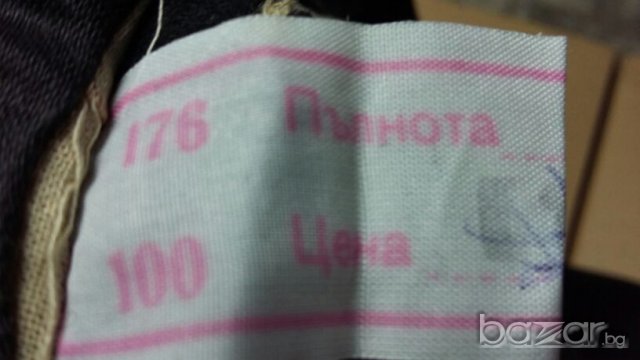 176 Пълнота
100 Цена
bazar.bg